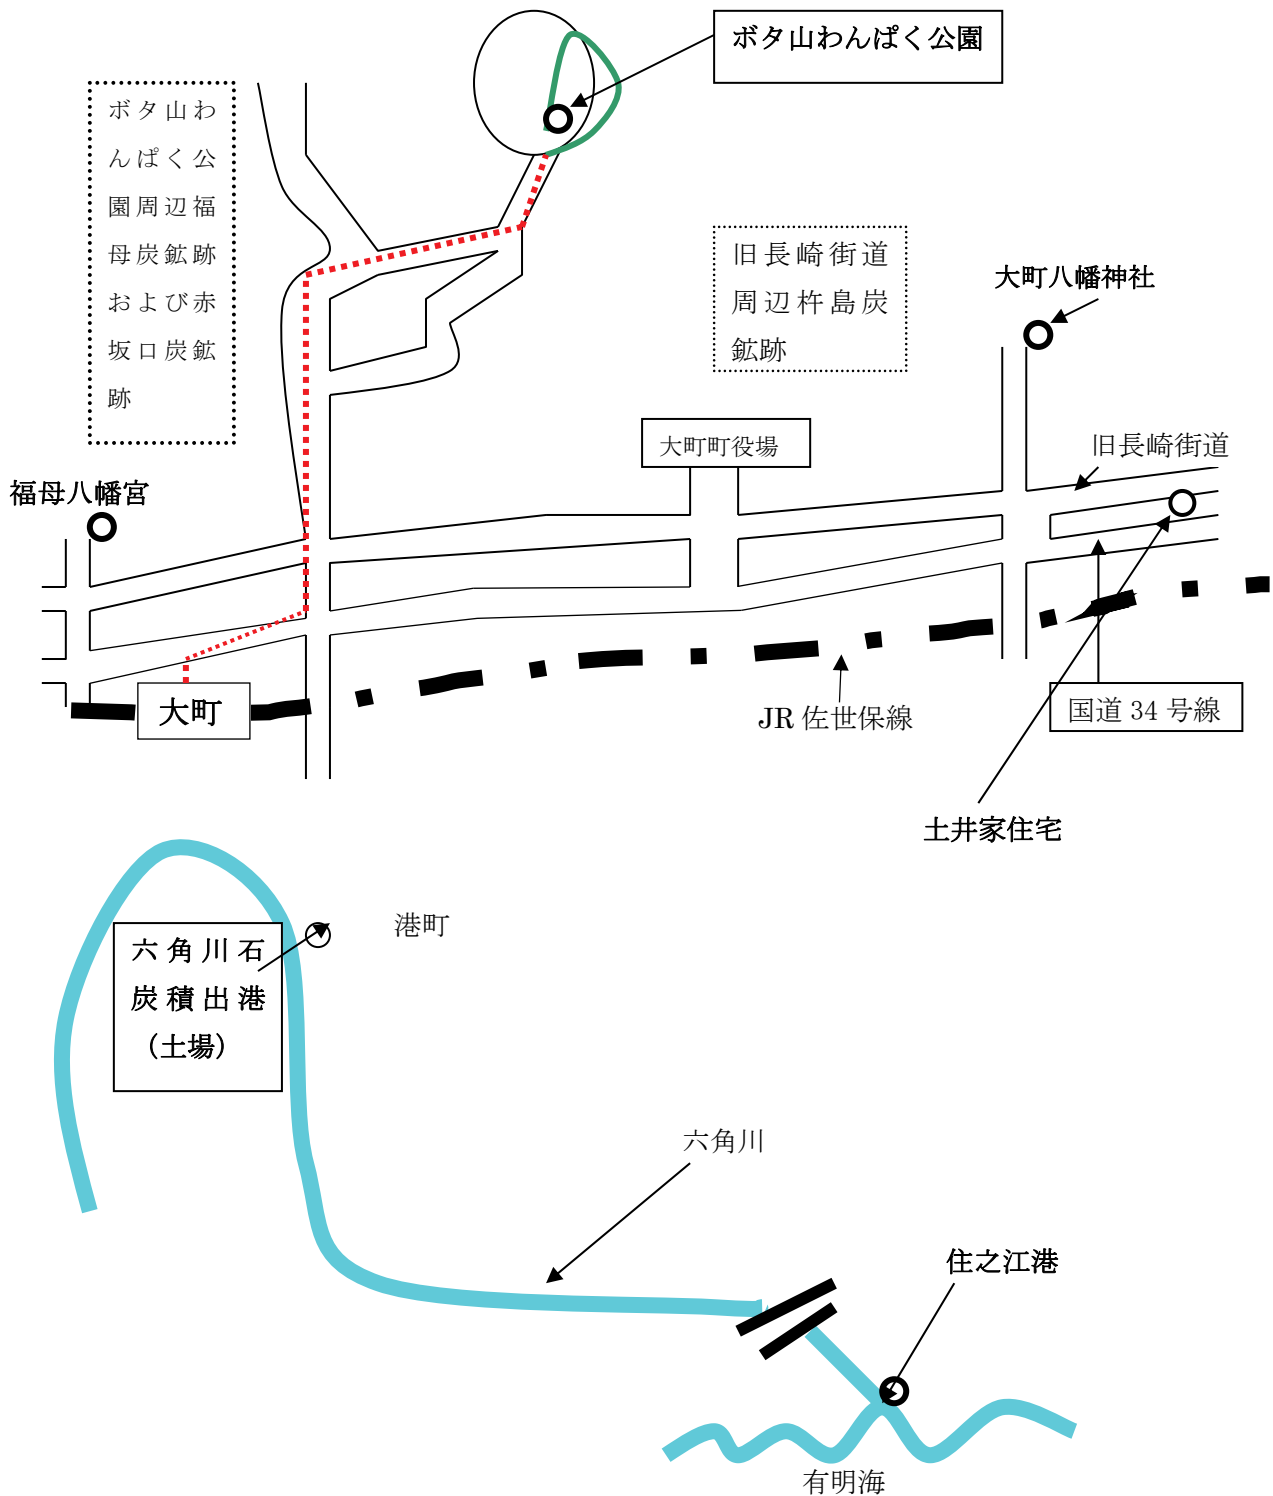 ボタ山わんぱく公園
ボタ山わ
んぱく公
園周辺福
母炭鉱跡
および赤
坂口炭鉱
跡
旧長崎街道
周辺杵島炭
鉱跡
大町八幡神社
大町町役場
旧長崎街道
福母八幡宮
大町
JR 佐世保線
国道 34 号線
土井家住宅
港町
六角川石
炭積出港
（土場）
六角川
住之江港
有明海